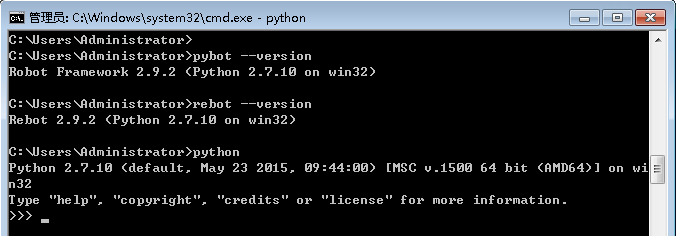 管理员: C:\Windows\system32\cmd.exe - python
C:\Users\Administrator>
C:\Users\Administrator>pybot --version
Robot Framework 2.9.2 (Python 2.7.10 on win32)
C:\Users\Administrator>rebot --version
Rebot 2.9.2 (Python 2.7.10 on win32)
C:\Users\Administrator>python
Python 2.7.10 (default, May 23 2015, 09:44:00) [MSC v.1500 64 bit (AMD64)] on wi
n32
Type "help", "copyright", "credits" or "license" for more information.
>>> _